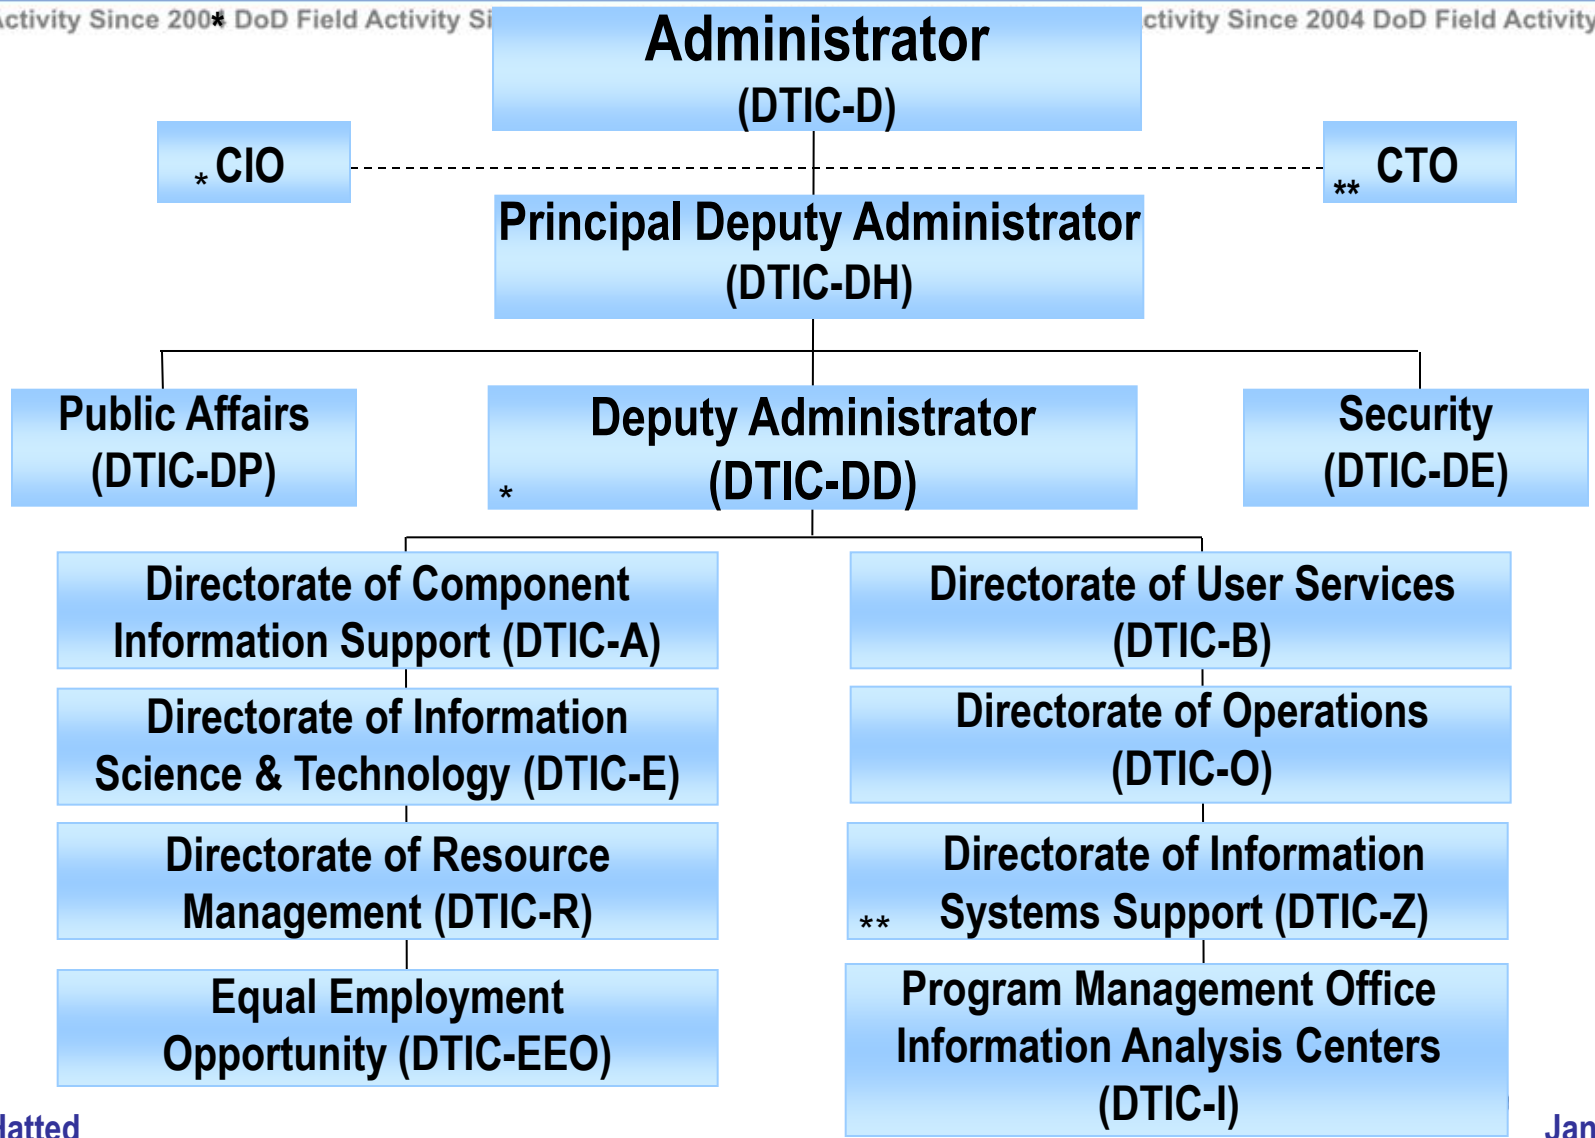 ctivity Since 200* DoD Field Activity Si
ctivity Since 2004 DoD Field Activity
Administrator
(DTIC-D)
* CIO
** CTO
Principal Deputy Administrator
(DTIC-DH)
Public Affairs
(DTIC-DP)
Deputy Administrator
* (DTIC-DD)
Security
(DTIC-DE)
Directorate of Component
Information Support (DTIC-A)
Directorate of User Services
(DTIC-B)
Directorate of Information
Science & Technology (DTIC-E)
Directorate of Operations
(DTIC-O)
Directorate of Resource
Management (DTIC-R)
Directorate of Information
** Systems Support (DTIC-Z)
Equal Employment
Opportunity (DTIC-EEO)
Program Management Office
Information Analysis Centers
(DTIC-I)
Hatted
Jan